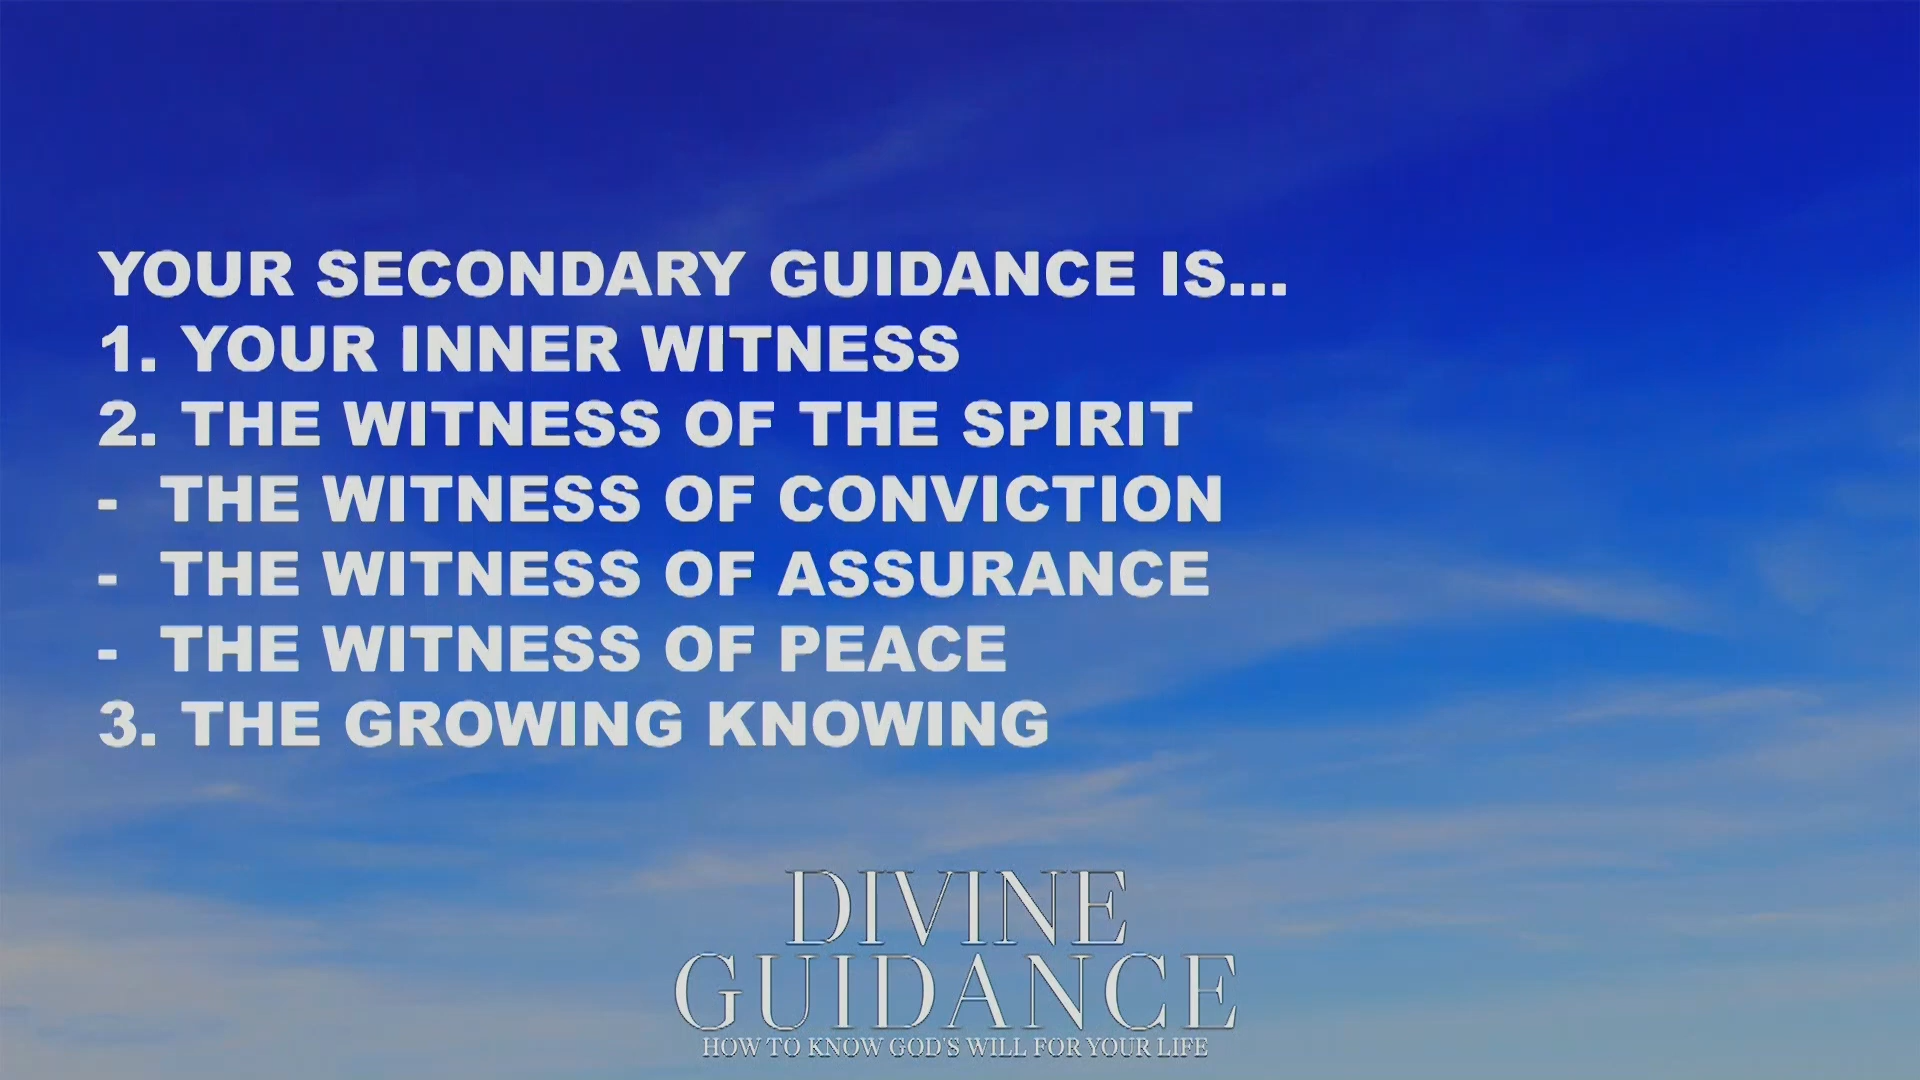 YOUR SECONDARY GUIDANCE IS...
1. YOUR INNER WITNESS
2. THE WITNESS OF THE SPIRIT
- THE WITNESS OF CONVICTION
- THE WITNESS OF ASSURANCE
- THE WITNESS OF PEACE
3. THE GROWING KNOWING
DIVINE
GUIDANCE
HOW TO KNOW GOD'S WILL FOR YOUR LIFE